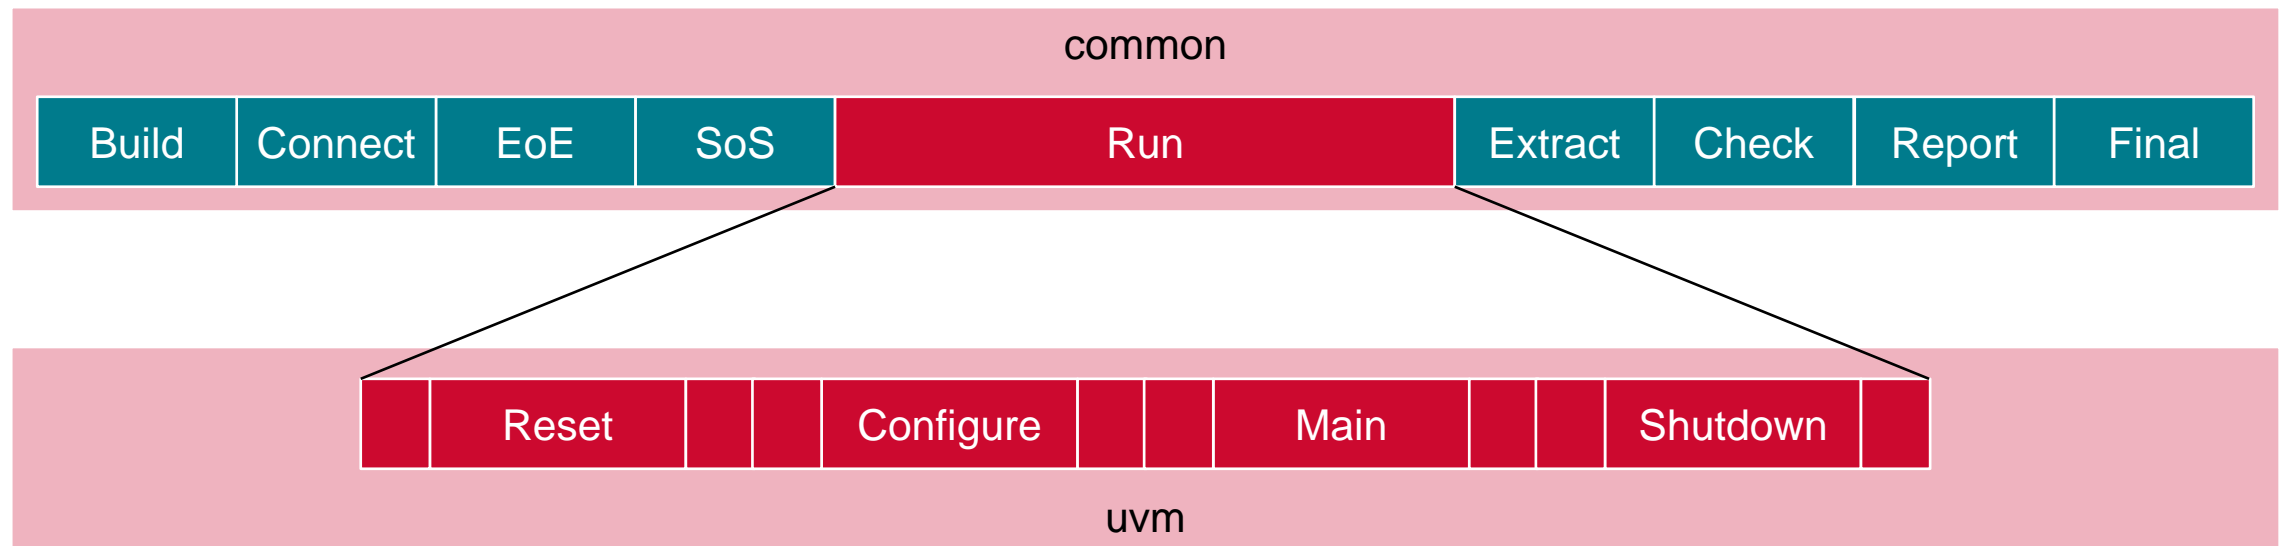 common
Build Connect EoE SoS Run Extract Check Report Final
Reset Configure Main Shutdown
uvm